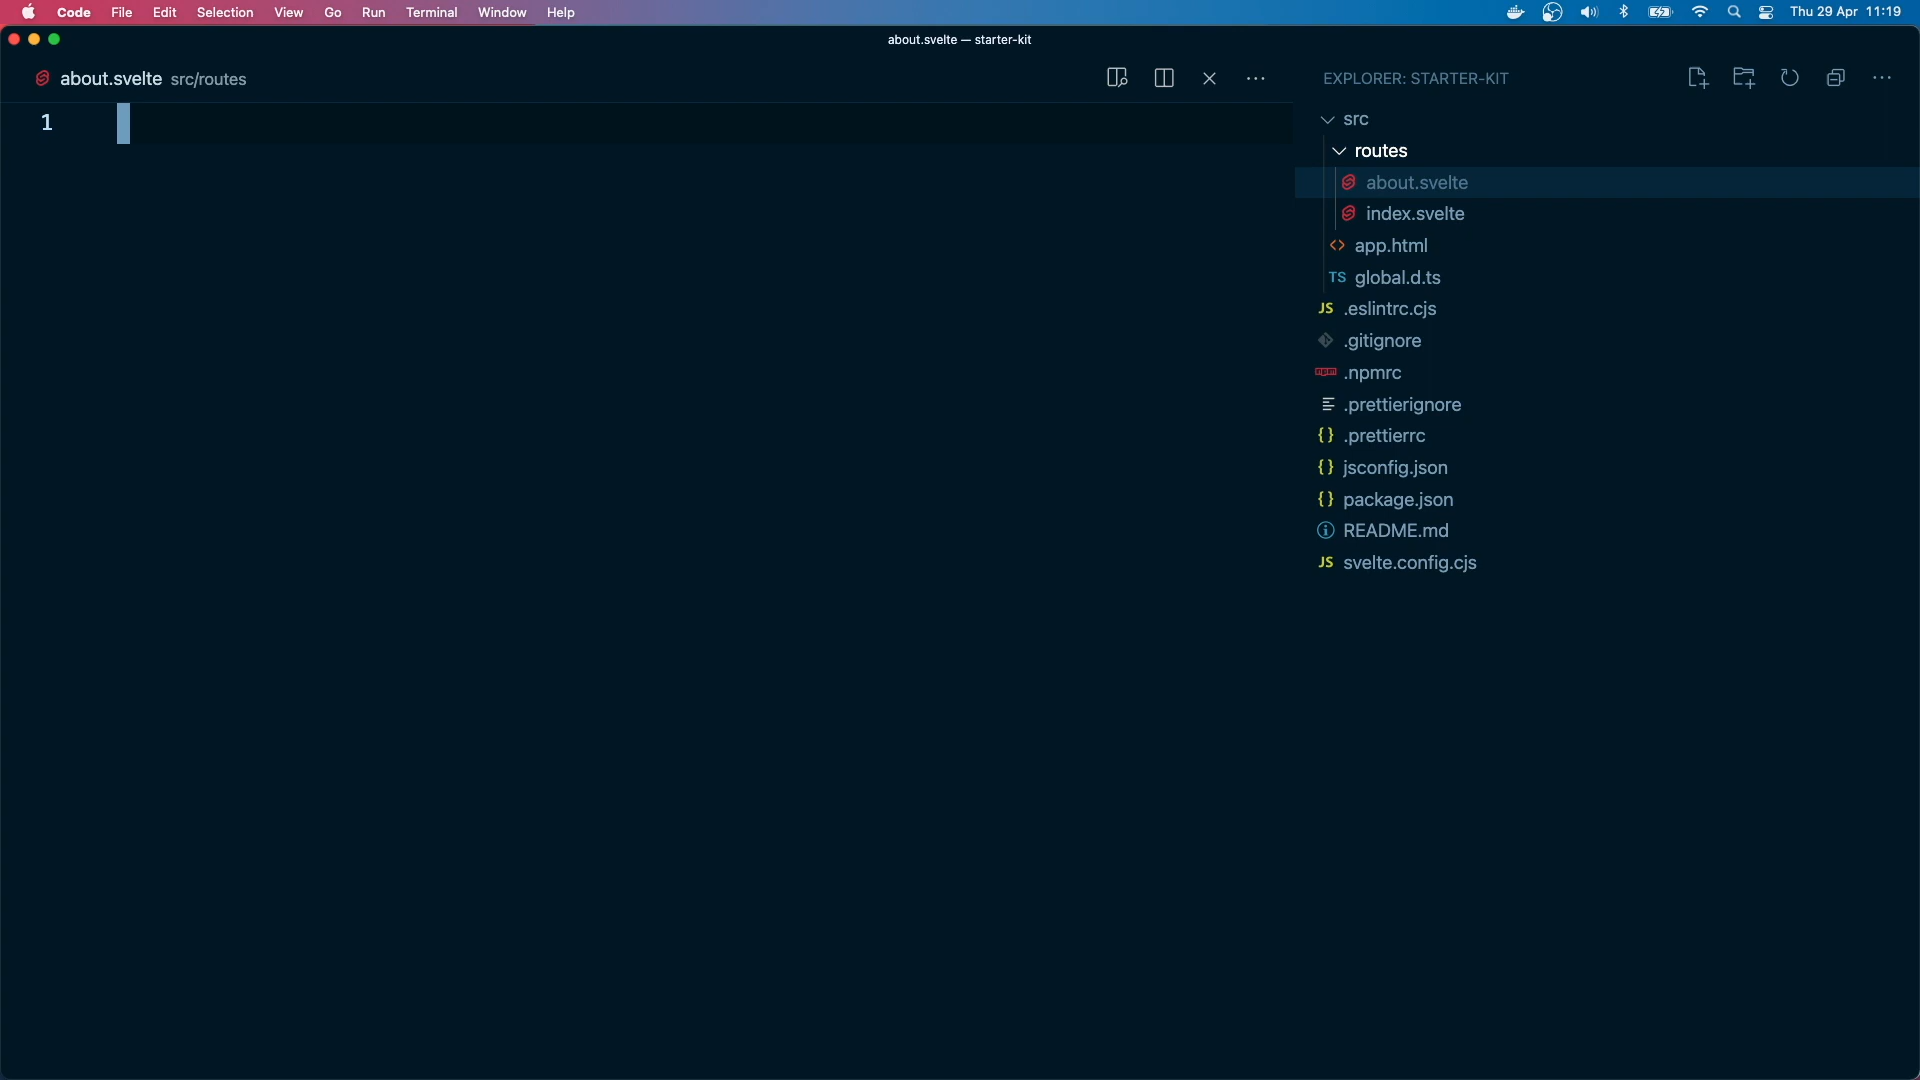 Code File Edit Selection View Go Run Terminal Window Help Thu 29 Apr 11:19
about.svelte — starter-kit
about.svelte src/routes
EXPLORER: STARTER-KIT
1
src
routes
about.svelte
index.svelte
<> app.html
TS global.d.ts
JS .eslintrc.cjs
.gitignore
npm .npmrc
.prettierignore
{} .prettierrc
{} jsconfig.json
{} package.json
README.md
JS svelte.config.cjs